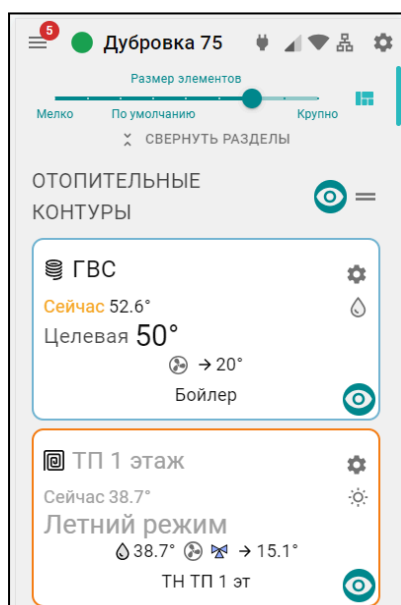 5
Дубровка 75
Размер элементов
Мелко По умолчанию Крупно
СВЕРНУТЬ РАЗДЕЛЫ
ОТОПИТЕЛЬНЫЕ
КОНТУРЫ
ГВС
Сейчас 52.6°
Целевая 50°
→ 20°
Бойлер
ТП 1 этаж
Сейчас 38.7°
Летний режим
38.7° → 15.1°
ТН ТП 1 эт